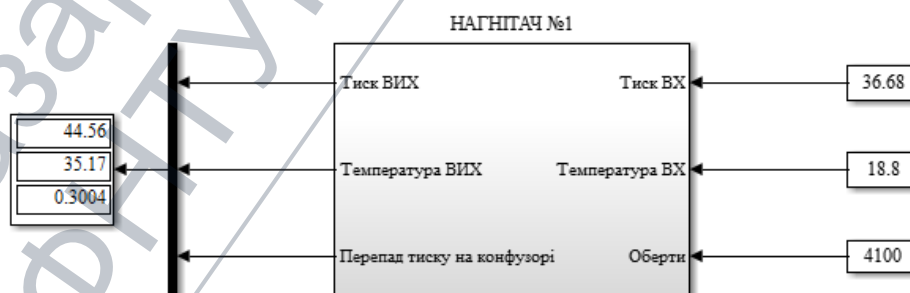 НАГНІТАЧ №1
Тиск ВИХ
Тиск ВХ
36.68
44.56
35.17
0.3004
Температура ВИХ
Температура ВХ
18.8
Перепад тиску на конфузорі
Оберти
4100